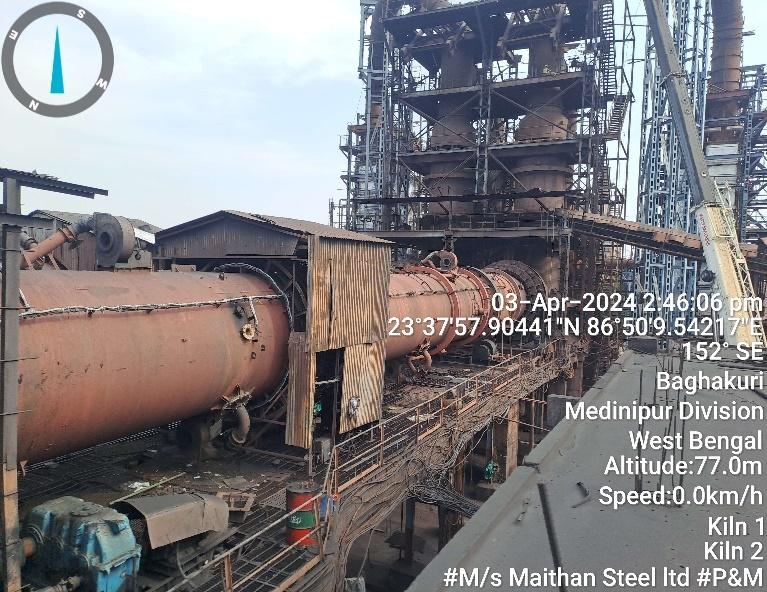 S
E
W
N
03-Apr-2024 2:46:06 pm
23°37'57.90441"N 86°50'9.54217"E
152° SE
Baghakuri
Medinipur Division
West Bengal
Altitude:77.0m
Speed:0.0km/h
Kiln 1
Kiln 2
#M/s Maithan Steel ltd #P&M